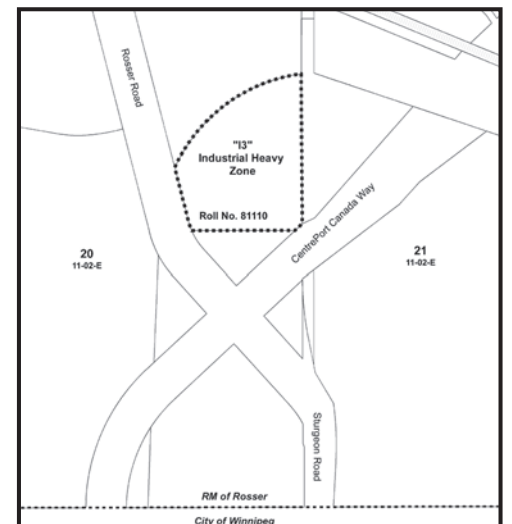 Rosser Road
"I3"
Industrial Heavy
Zone
Roll No. 81110
CentrePort Canada Way
20
11-02-E
21
11-02-E
Sturgeon Road
RM of Rosser
City of Winnipeg